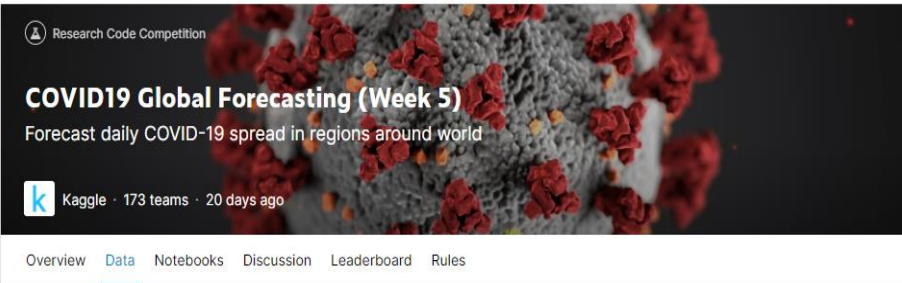 Research Code Competition
COVID19 Global Forecasting (Week 5)
Forecast daily COVID-19 spread in regions around world
k Kaggle · 173 teams · 20 days ago
Overview Data Notebooks Discussion Leaderboard Rules